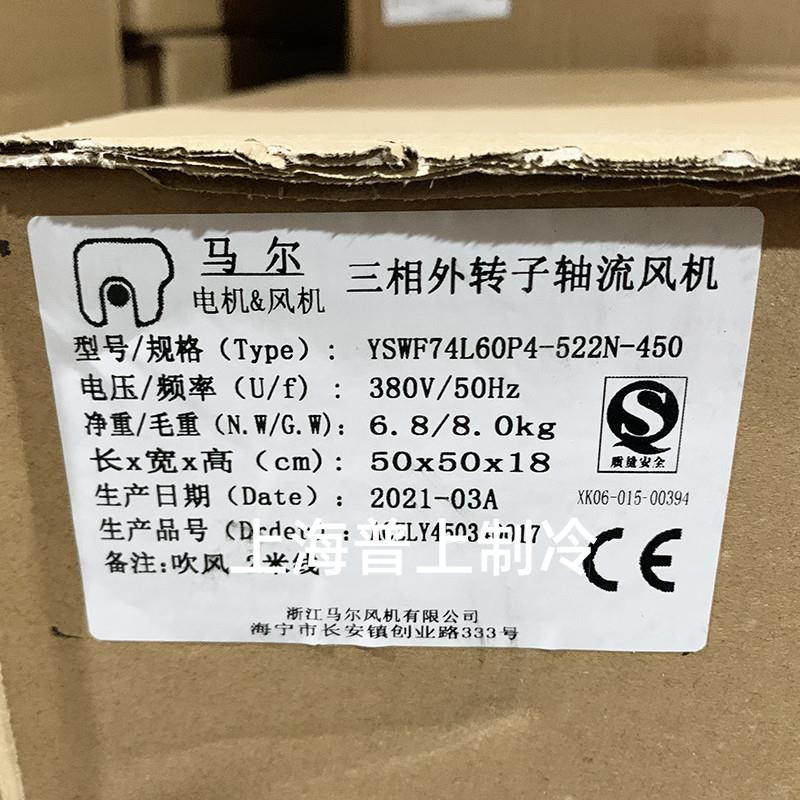 马尔
电机&风机
三相外转子轴流风机
型号/规格（Type）: YSWF74L60P4-522N-450
电压/频率（U/f）: 380V/50Hz
净重/毛重（N.W/G.W）: 6.8/8.0kg
长x宽x高（cm）: 50x50x18
生产日期（Date）: 2021-03A
质量安全
XK06-015-00394
生产品号
备注:吹风 2米线
上海普上制冷
CE
浙江马尔风机有限公司
海宁市长安镇创业路333号